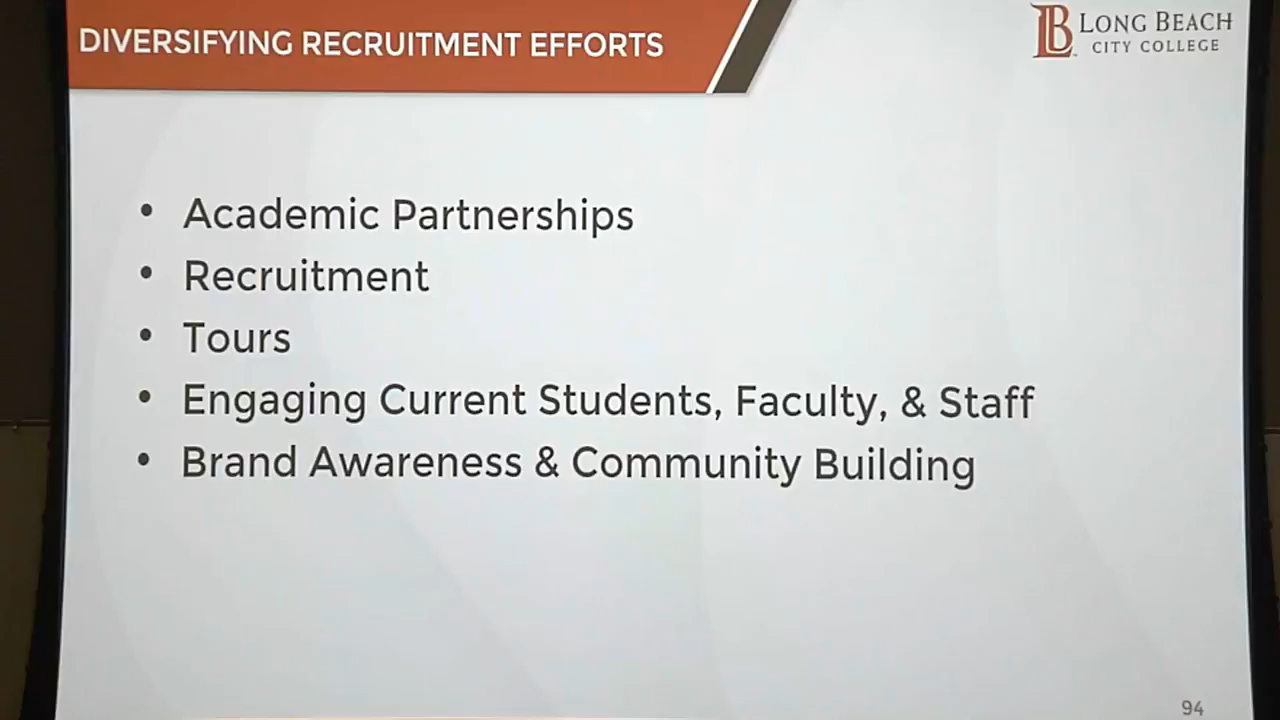 DIVERSIFYING RECRUITMENT EFFORTS
LB LONG BEACH
CITY COLLEGE
• Academic Partnerships
• Recruitment
• Tours
• Engaging Current Students, Faculty, & Staff
• Brand Awareness & Community Building
94